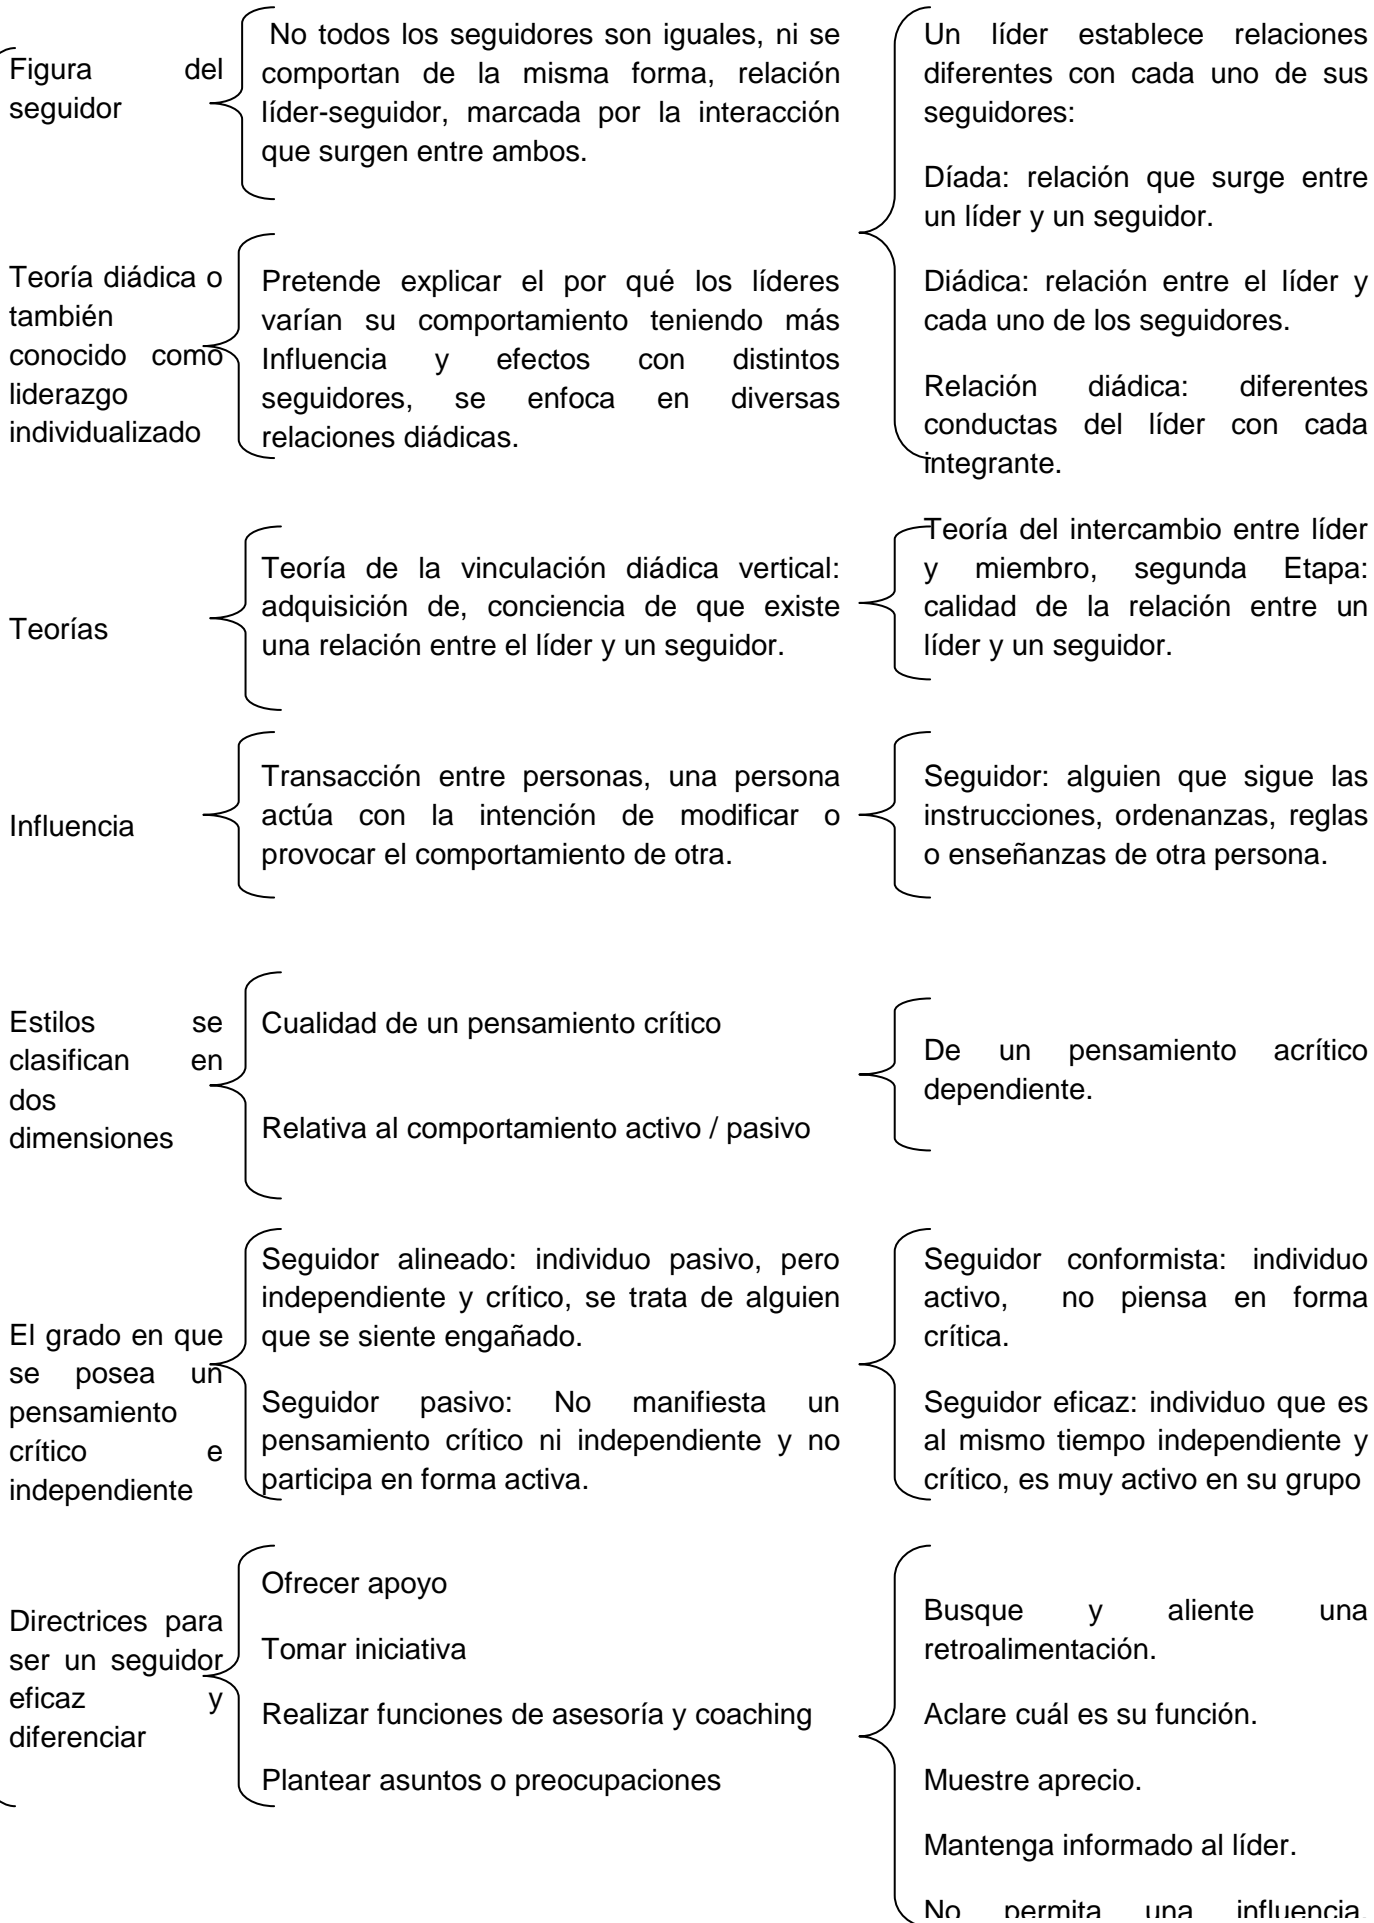 Figura del
seguidor
No todos los seguidores son iguales, ni se
comportan de la misma forma, relación
líder-seguidor, marcada por la interacción
que surgen entre ambos.
Teoría diádica o
también
conocido como
liderazgo
individualizado
Pretende explicar el por qué los líderes
varían su comportamiento teniendo más
Influencia y efectos con distintos
seguidores, se enfoca en diversas
relaciones diádicas.
Un líder establece relaciones
diferentes con cada uno de sus
seguidores:
Díada: relación que surge entre
un líder y un seguidor.
Diádica: relación entre el líder y
cada uno de los seguidores.
Relación diádica: diferentes
conductas del líder con cada
integrante.
Teorías
Teoría de la vinculación diádica vertical:
adquisición de, conciencia de que existe
una relación entre el líder y un seguidor.
Teoría del intercambio entre líder
y miembro, segunda Etapa:
calidad de la relación entre un
líder y un seguidor.
Influencia
Transacción entre personas, una persona
actúa con la intención de modificar o
provocar el comportamiento de otra.
Seguidor: alguien que sigue las
instrucciones, ordenanzas, reglas
o enseñanzas de otra persona.
Estilos se
clasifican en
dos
dimensiones
Cualidad de un pensamiento crítico
Relativa al comportamiento activo / pasivo
De un pensamiento acrítico
dependiente.
El grado en que
se posea un
pensamiento
crítico e
independiente
Seguidor alineado: individuo pasivo, pero
independiente y crítico, se trata de alguien
que se siente engañado.
Seguidor pasivo: No manifiesta un
pensamiento crítico ni independiente y no
participa en forma activa.
Seguidor conformista: individuo
activo, no piensa en forma
crítica.
Seguidor eficaz: individuo que es
al mismo tiempo independiente y
crítico, es muy activo en su grupo
Directrices para
ser un seguidor
eficaz y
diferenciar
Ofrecer apoyo
Tomar iniciativa
Realizar funciones de asesoría y coaching
Plantear asuntos o preocupaciones
Busque y aliente una
retroalimentación.
Aclare cuál es su función.
Muestre aprecio.
Mantenga informado al líder.
No permita una influencia.